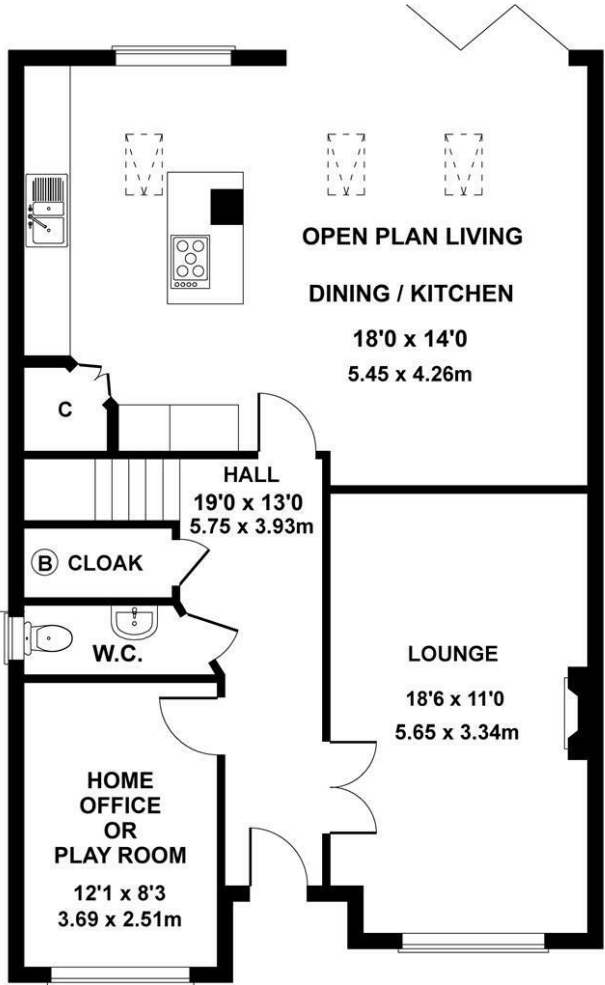 OPEN PLAN LIVING
DINING / KITCHEN
18'0 x 14'0
5.45 x 4.26m
C
HALL
19'0 x 13'0
5.75 x 3.93m
B CLOAK
W.C.
LOUNGE
18'6 x 11'0
5.65 x 3.34m
HOME
OFFICE
OR
PLAY ROOM
12'1 x 8'3
3.69 x 2.51m